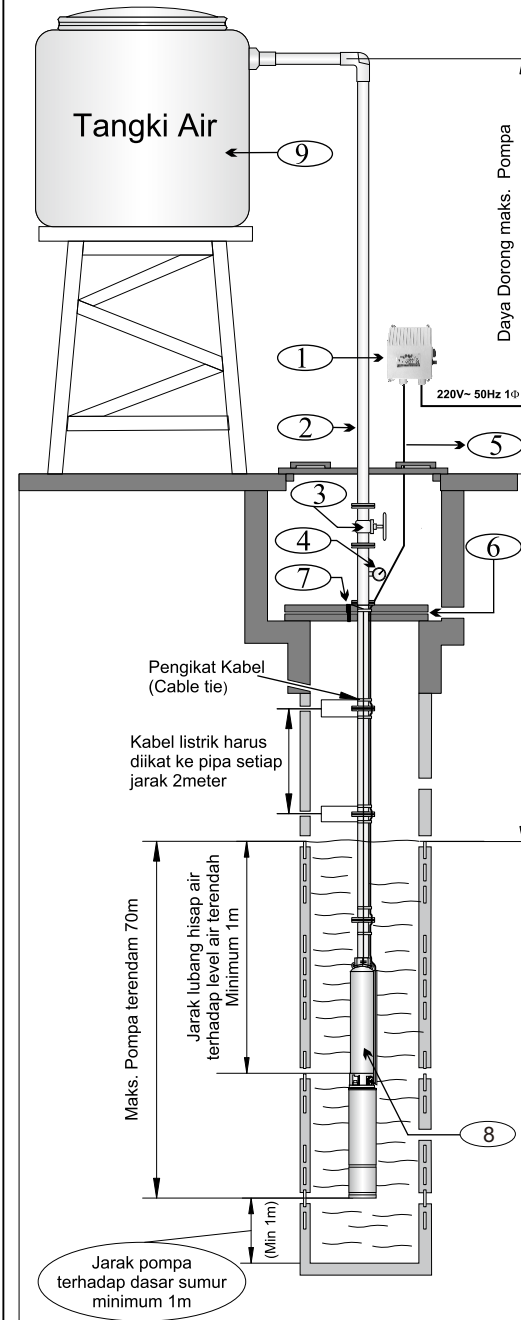 Tangki Air
9
Daya Dorong maks. Pompa
1
220V~ 50Hz 1Φ
2
5
3
4
6
7
Pengikat Kabel
(Cable tie)
Kabel listrik harus
diikat ke pipa setiap
jarak 2meter
Maks. Pompa terendam 70m
Jarak lubang hisap air
terhadap level air terendah
Minimum 1m
8
(Min 1m)
Jarak pompa
terhadap dasar sumur
minimum 1m